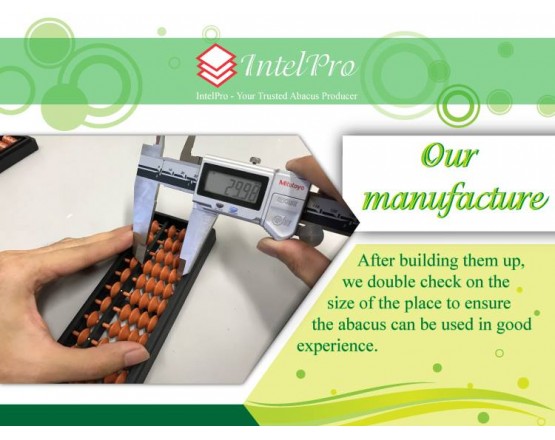 IntelPro
IntelPro - Your Trusted Abacus Producer
Our
manufacture
Mitutoyo
After building them up,
we double check on the
size of the place to ensure
the abacus can be used in good
experience.